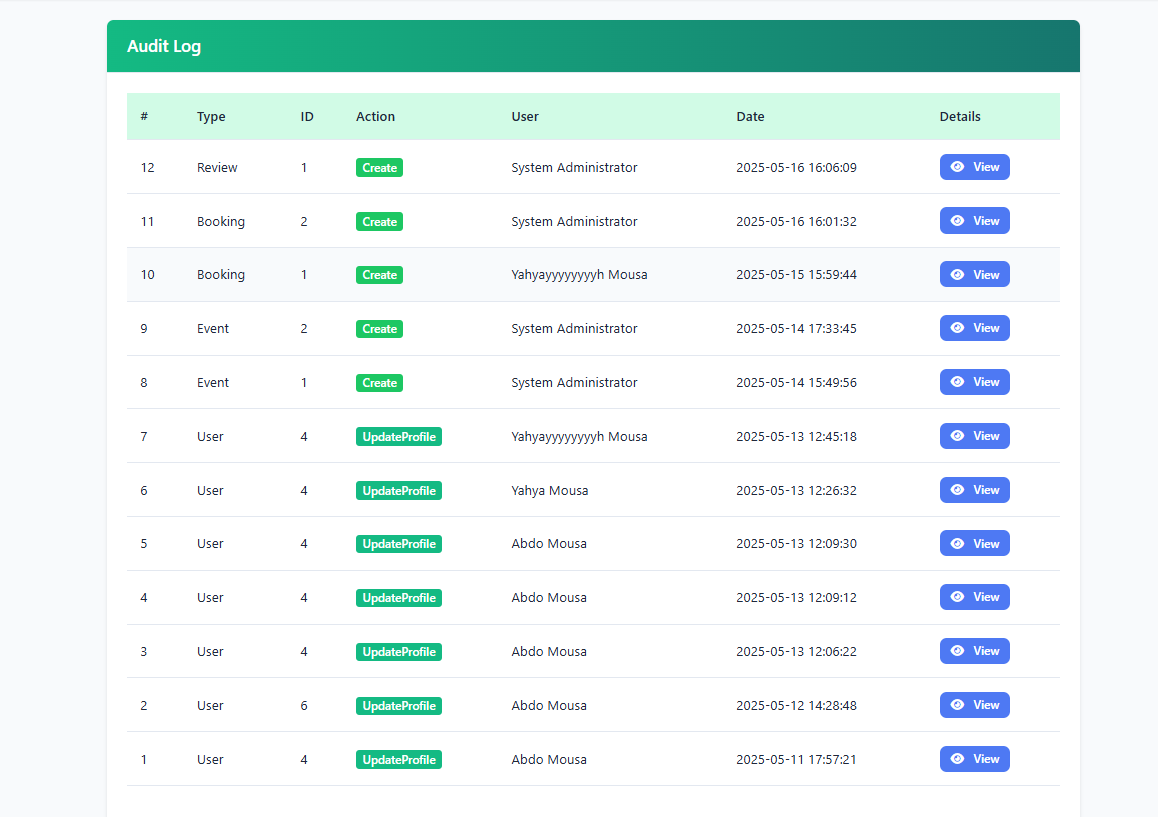 Audit Log
# Type ID Action User Date Details
12 Review 1 Create System Administrator 2025-05-16 16:06:09 View
11 Booking 2 Create System Administrator 2025-05-16 16:01:32 View
10 Booking 1 Create Yahyayyyyyyyyh Mousa 2025-05-15 15:59:44 View
9 Event 2 Create System Administrator 2025-05-14 17:33:45 View
8 Event 1 Create System Administrator 2025-05-14 15:49:56 View
7 User 4 UpdateProfile Yahyayyyyyyyyh Mousa 2025-05-13 12:45:18 View
6 User 4 UpdateProfile Yahya Mousa 2025-05-13 12:26:32 View
5 User 4 UpdateProfile Abdo Mousa 2025-05-13 12:09:30 View
4 User 4 UpdateProfile Abdo Mousa 2025-05-13 12:09:12 View
3 User 4 UpdateProfile Abdo Mousa 2025-05-13 12:06:22 View
2 User 6 UpdateProfile Abdo Mousa 2025-05-12 14:28:48 View
1 User 4 UpdateProfile Abdo Mousa 2025-05-11 17:57:21 View